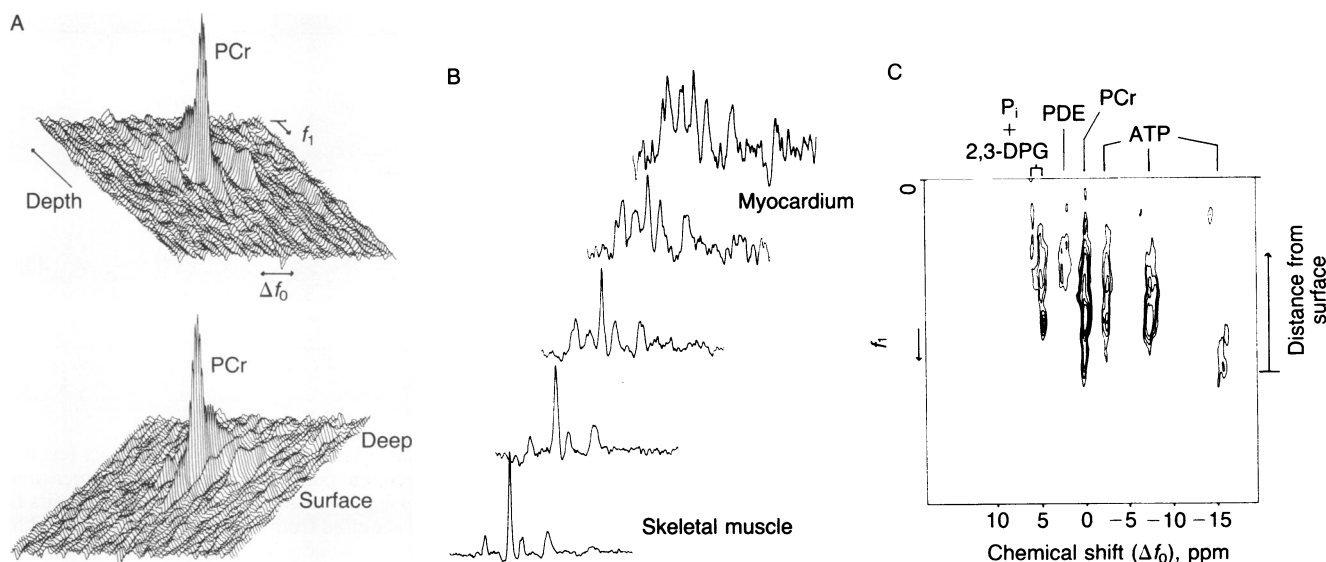 A
PCr
f₁
Depth
Δf₀
PCr
Deep
Surface
B
Myocardium
Skeletal muscle
C
Pᵢ
+
2,3-DPG
PDE
PCr
ATP
0
f₁
Distance from
surface
10 5 0 −5 −10 −15
Chemical shift (Δf₀), ppm